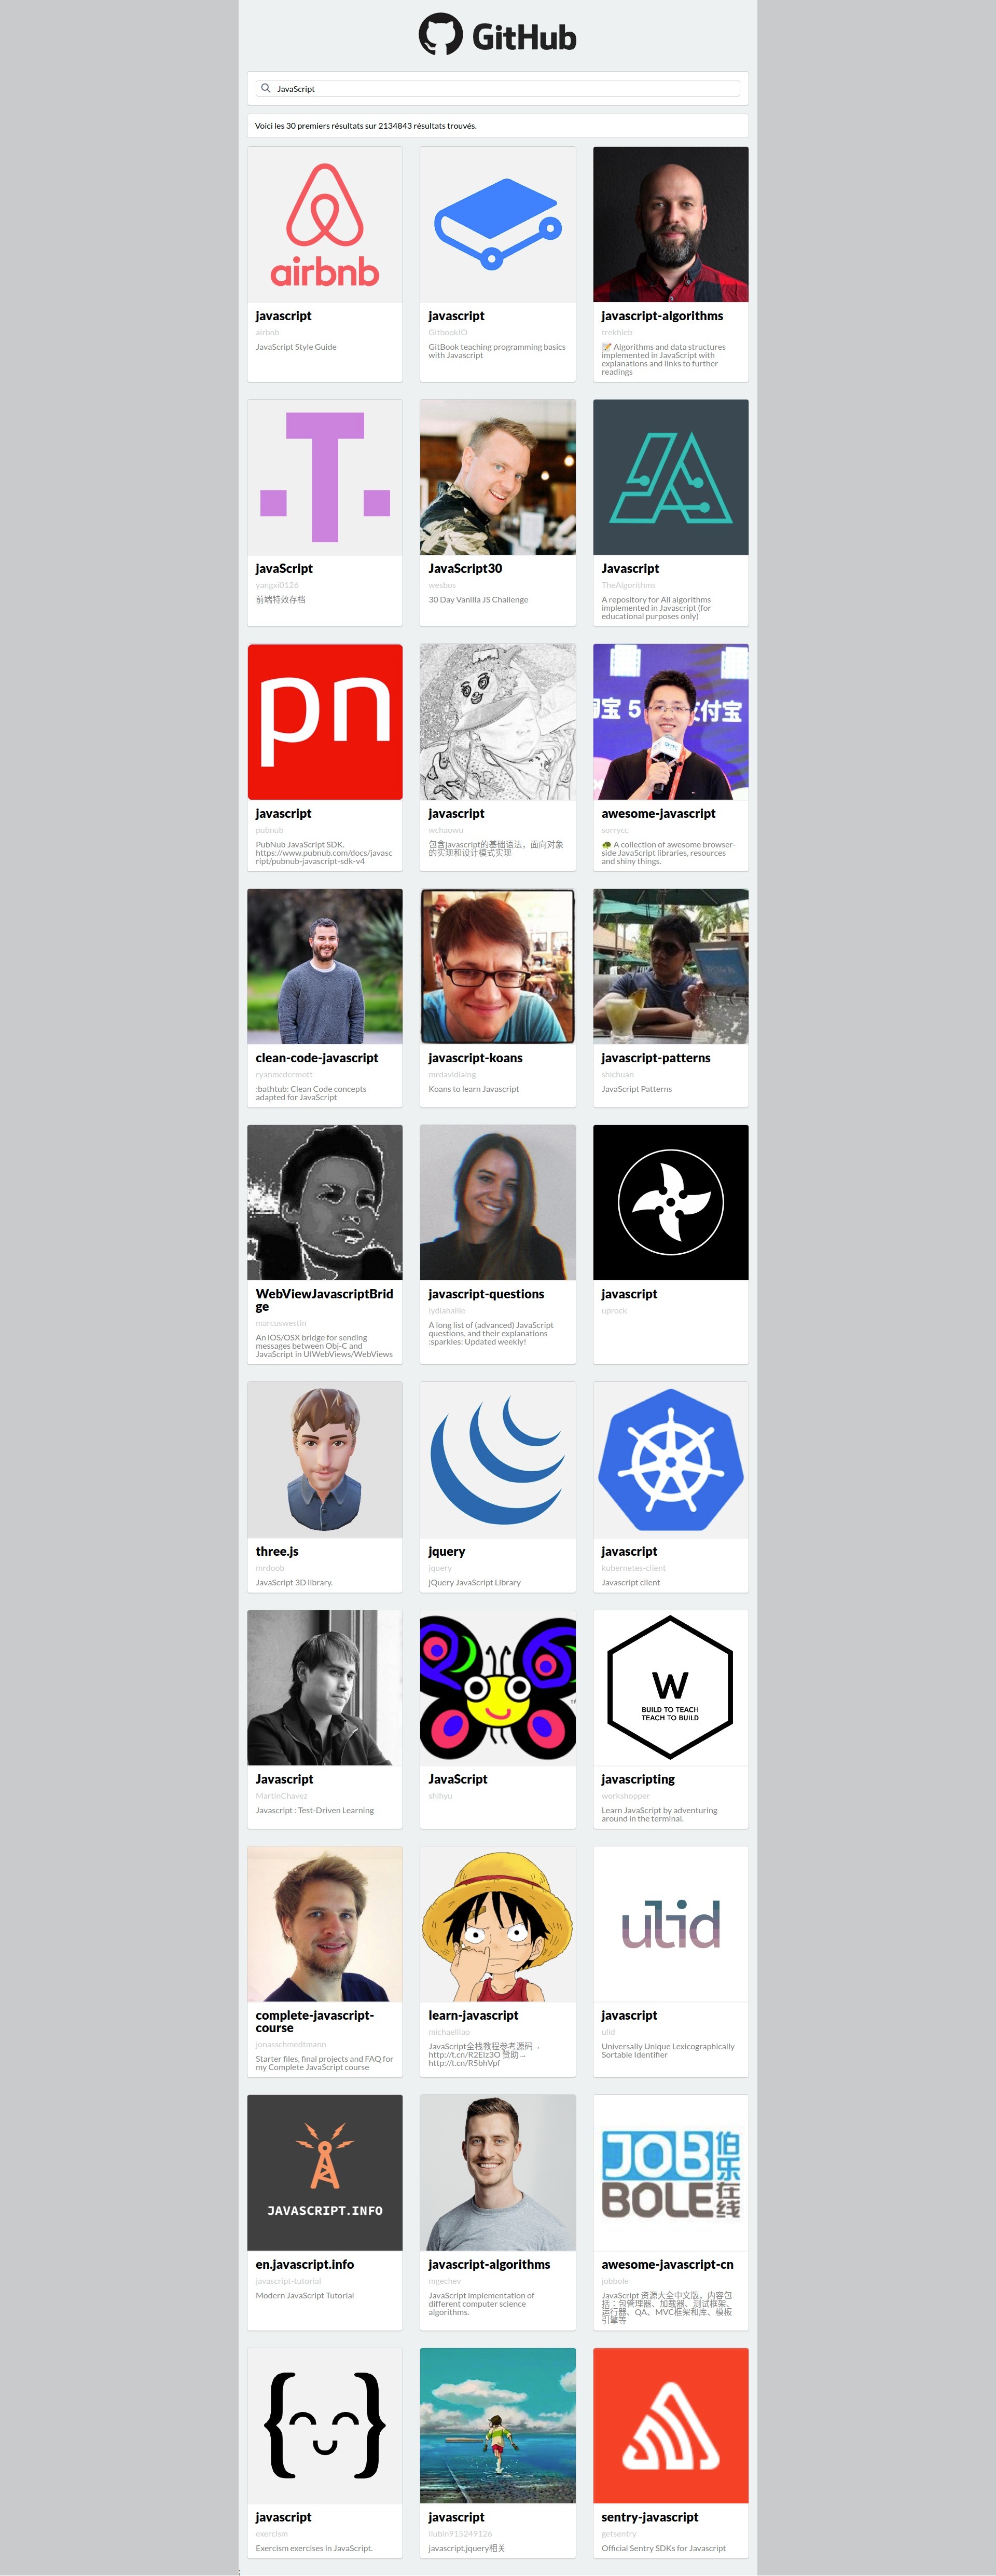 GitHub
JavaScript
Voici les 30 premiers résultats sur 2134843 résultats trouvés.
airbnb
javascript
airbnb
JavaScript Style Guide
javascript
GitbookIO
GitBook teaching programming basics
with Javascript
javascript-algorithms
trekhleb
📝 Algorithms and data structures
implemented in JavaScript with
explanations and links to further
readings
javaScript
yangxi0126
前端特效存档
JavaScript30
wesbos
30 Day Vanilla JS Challenge
Javascript
TheAlgorithms
A repository for All algorithms
implemented in Javascript (for
educational purposes only)
pn
javascript
pubnub
PubNub JavaScript SDK.
https://www.pubnub.com/docs/javasc
ript/pubnub-javascript-sdk-v4
javascript
wchaowu
包含javascript的基础语法，面向对象
的实现和设计模式实现
宝 5
付宝
awesome-javascript
sorrycc
🐢 A collection of awesome browser-
side JavaScript libraries, resources
and shiny things.
clean-code-javascript
ryanmcdermott
:bathtub: Clean Code concepts
adapted for JavaScript
javascript-koans
mrdavidlaing
Koans to learn Javascript
javascript-patterns
shichuan
JavaScript Patterns
WebViewJavascriptBrid
ge
marcuswestin
An iOS/OSX bridge for sending
messages between Obj-C and
JavaScript in UIWebViews/WebViews
javascript-questions
lydiahallie
A long list of (advanced) JavaScript
questions, and their explanations
:sparkles: Updated weekly!
javascript
uprock
three.js
mrdoob
JavaScript 3D library.
jquery
jquery
jQuery JavaScript Library
javascript
kubernetes-client
Javascript client
Javascript
MartinChavez
Javascript : Test-Driven Learning
JavaScript
shihyu
W
BUILD TO TEACH
TEACH TO BUILD
javascripting
workshopper
Learn JavaScript by adventuring
around in the terminal.
complete-javascript-
course
jonasschmedtmann
Starter files, final projects and FAQ for
my Complete JavaScript course
learn-javascript
michaelliao
JavaScript全栈教程参考源码→
http://t.cn/R2EIz3O 赞助→
http://t.cn/R5bhVpf
ulid
javascript
ulid
Universally Unique Lexicographically
Sortable Identifier
JAVASCRIPT.INFO
en.javascript.info
javascript-tutorial
Modern JavaScript Tutorial
javascript-algorithms
mgechev
JavaScript implementation of
different computer science
algorithms.
JOB 伯乐
BOLE 在线
awesome-javascript-cn
jobbole
JavaScript 资源大全中文版，内容包
括：包管理器、加载器、测试框架、
运行器、QA、MVC框架和库、模板
引擎等
javascript
exercism
Exercism exercises in JavaScript.
javascript
liubin915249126
javascript,jquery相关
sentry-javascript
getsentry
Official Sentry SDKs for Javascript
;